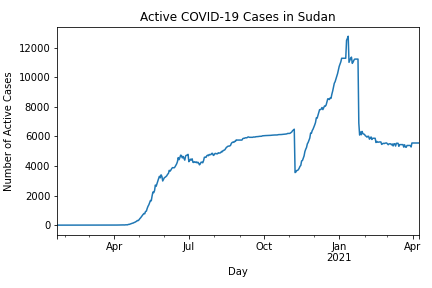 Active COVID-19 Cases in Sudan
Number of Active Cases
12000
10000
8000
6000
4000
2000
0
Apr
Jul
Oct
Jan
2021
Apr
Day